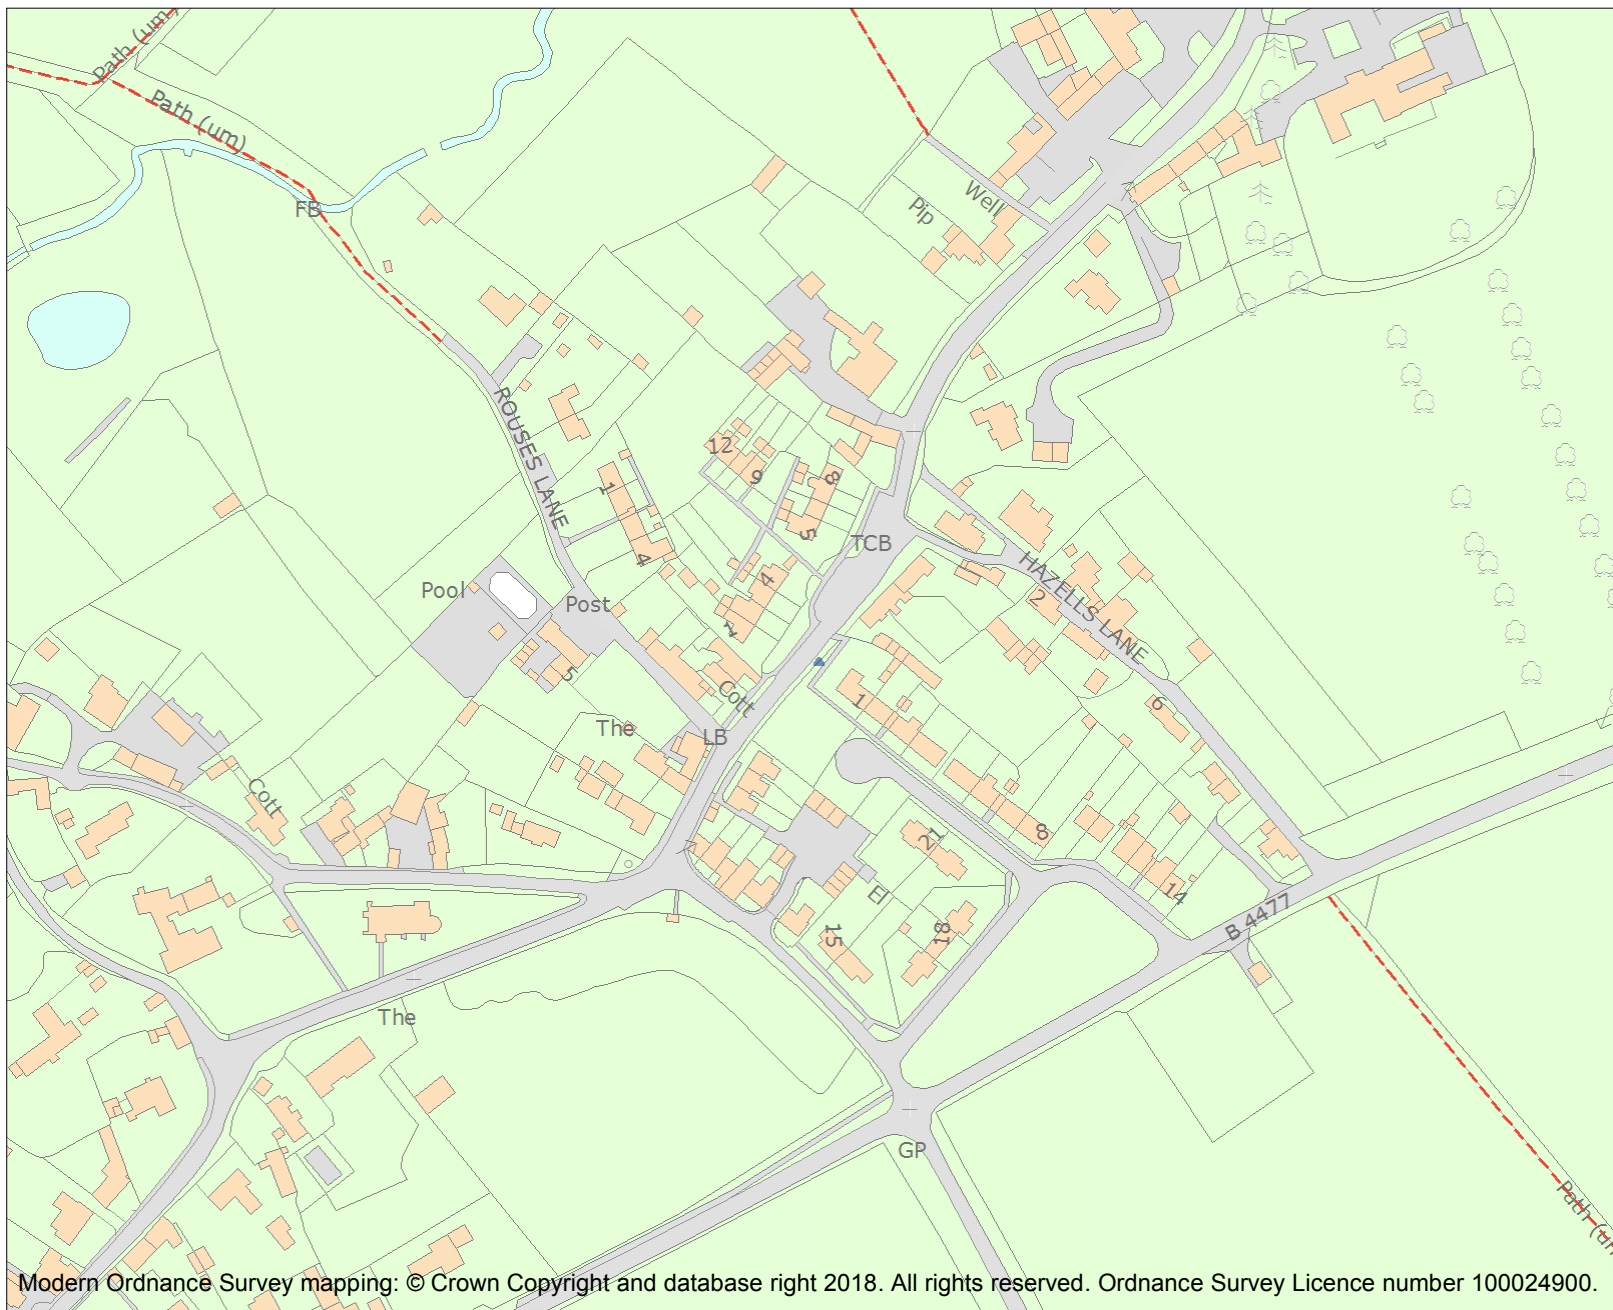 Path (um)
Path (um)
FB
Pip
Well
ROUSES LANE
12
9
8
5
1
4
TCB
4
1
Pool
Post
5
HAZELLS LANE
2
Cott
The
LB
1
6
Cott
8
21
14
El
15
18
B 4477
The
GP
Path (um
Modern Ordnance Survey mapping: © Crown Copyright and database right 2018. All rights reserved. Ordnance Survey Licence number 100024900.